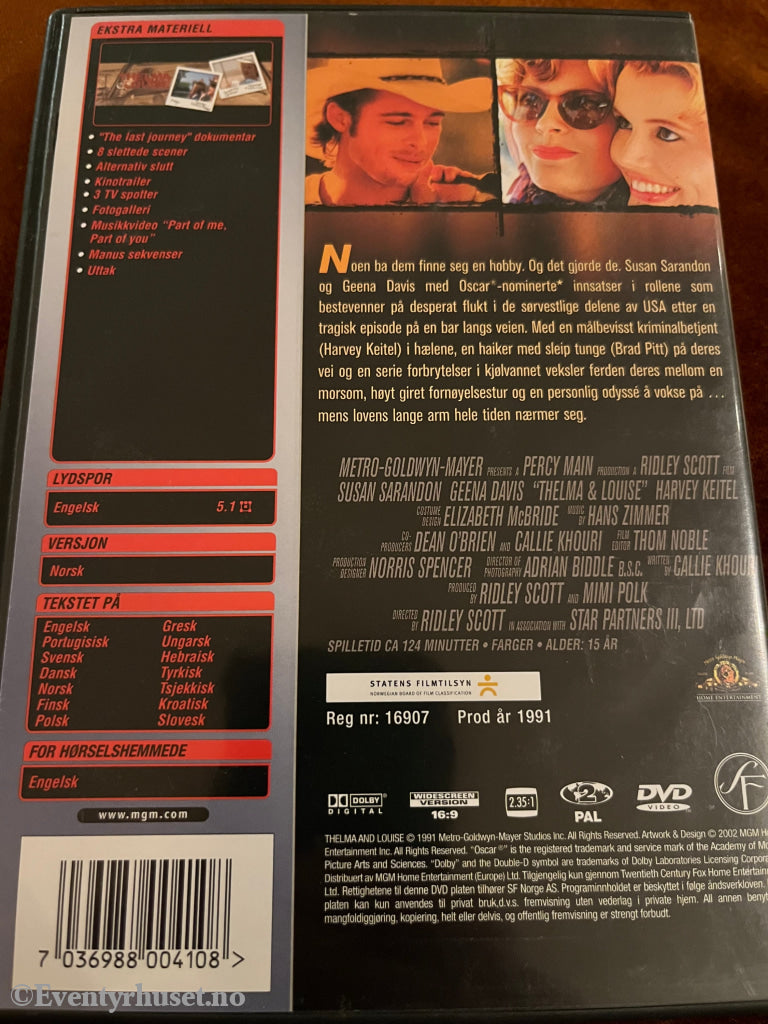 EKSTRA MATERIELL
• "The last journey" dokumentar
• 8 slettede scener
• Alternativ slutt
• Kinotrailer
• 3 TV spotter
• Fotogalleri
• Musikkvideo "Part of me,
Part of you"
• Manus sekvenser
• Uttak
LYDSPOR
Engelsk 5.1
VERSJON
Norsk
TEKSTET PÅ
Engelsk Gresk
Portugisisk Ungarsk
Svensk Hebraisk
Dansk Tyrkisk
Norsk Tsjekkisk
Finsk Kroatisk
Polsk Slovesk
FOR HØRSELSHEMMEDE
Engelsk
www.mgm.com
7 036988 004108 >
©Eventyrhuset.no
Noen ba dem finne seg en hobby. Og det gjorde de. Susan Sarandon
og Geena Davis med Oscar*-nominerte* innsatser i rollene som
bestevenner på desperat flukt i de sørvestlige delene av USA etter en
tragisk episode på en bar langs veien. Med en målbevisst kriminalbetjent
(Harvey Keitel) i hælene, en haiker med sleip tunge (Brad Pitt) på deres
vei og en serie forbrytelser i kjølvannet veksler ferden deres mellom en
morsom, høyt giret fornøyelsestur og en personlig odyssé å vokse på ...
mens lovens lange arm hele tiden nærmer seg.
METRO-GOLDWYN-MAYER PRESENTS A PERCY MAIN PRODUCTION A RIDLEY SCOTT FILM
SUSAN SARANDON GEENA DAVIS "THELMA & LOUISE" HARVEY KEITEL
COSTUME DESIGN ELIZABETH McBRIDE MUSIC BY HANS ZIMMER
CO-PRODUCERS DEAN O'BRIEN AND CALLIE KHOURI FILM EDITOR THOM NOBLE
PRODUCTION DESIGNER NORRIS SPENCER DIRECTOR OF PHOTOGRAPHY ADRIAN BIDDLE B.S.C. WRITTEN BY CALLIE KHOU
PRODUCED BY RIDLEY SCOTT AND MIMI POLK
DIRECTED BY RIDLEY SCOTT IN ASSOCIATION WITH STAR PARTNERS III, LTD
SPILLETID CA 124 MINUTTER • FARGER • ALDER: 15 ÅR
STATENS FILMTILSYN
NORWEGIAN BOARD OF FILM CLASSIFICATION
Reg nr: 16907 Prod år 1991
HOME ENTERTAINMENT
DOLBY DIGITAL
WIDESCREEN VERSION 16:9
2.35:1
2 PAL
DVD VIDEO
SF
THELMA AND LOUISE © 1991 Metro-Goldwyn-Mayer Studios Inc. All Rights Reserved. Artwork & Design © 2002 MGM H
Entertainment Inc. All Rights Reserved. "Oscar ®" is the registered trademark and service mark of the Academy of Mo
Picture Arts and Sciences. "Dolby" and the Double-D symbol are trademarks of Dolby Laboratories Licensing Corpora
Distribuert av MGM Home Entertainment (Europe) Ltd. Tilgjengelig kun gjennom Twentieth Century Fox Home Entertain
Ltd. Rettighetene til denne DVD platen tilhører SF Norge AS. Programinnholdet er beskyttet i følge åndsverkloven.
platen kan kun anvendes til privat bruk,d.v.s. fremvisning uten vederlag i private hjem. All annen beny
mangfoldiggjøring, kopiering, helt eller delvis, og offentlig fremvisning er strengt forbudt.